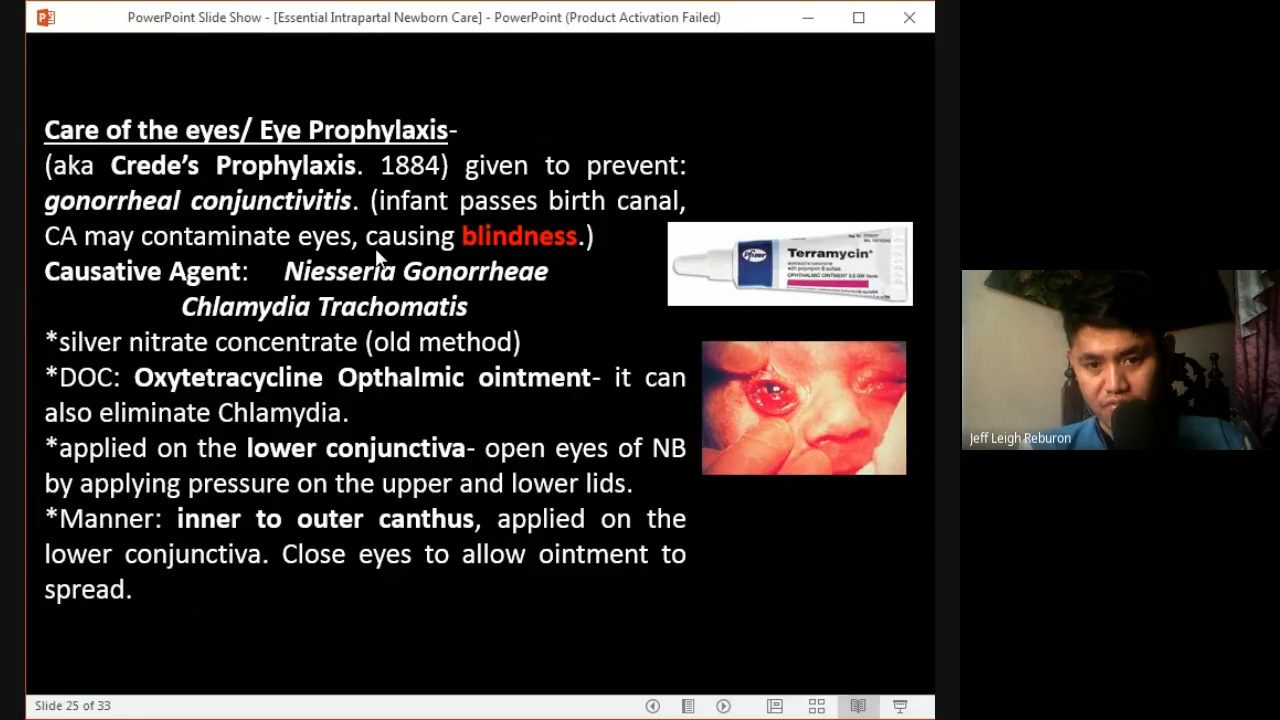 PowerPoint Slide Show - [Essential Intrapartal Newborn Care] - PowerPoint (Product Activation Failed)
Care of the eyes/ Eye Prophylaxis-
(aka Crede's Prophylaxis. 1884) given to prevent:
gonorrheal conjunctivitis. (infant passes birth canal,
CA may contaminate eyes, causing blindness.)
Causative Agent: Niesseria Gonorrheae
Chlamydia Trachomatis
*silver nitrate concentrate (old method)
*DOC: Oxytetracycline Opthalmic ointment- it can
also eliminate Chlamydia.
*applied on the lower conjunctiva- open eyes of NB
by applying pressure on the upper and lower lids.
*Manner: inner to outer canthus, applied on the
lower conjunctiva. Close eyes to allow ointment to
spread.
Pfizer
Terramycin
OPHTHALMIC OINTMENT
Jeff Leigh Reburon
Slide 25 of 33